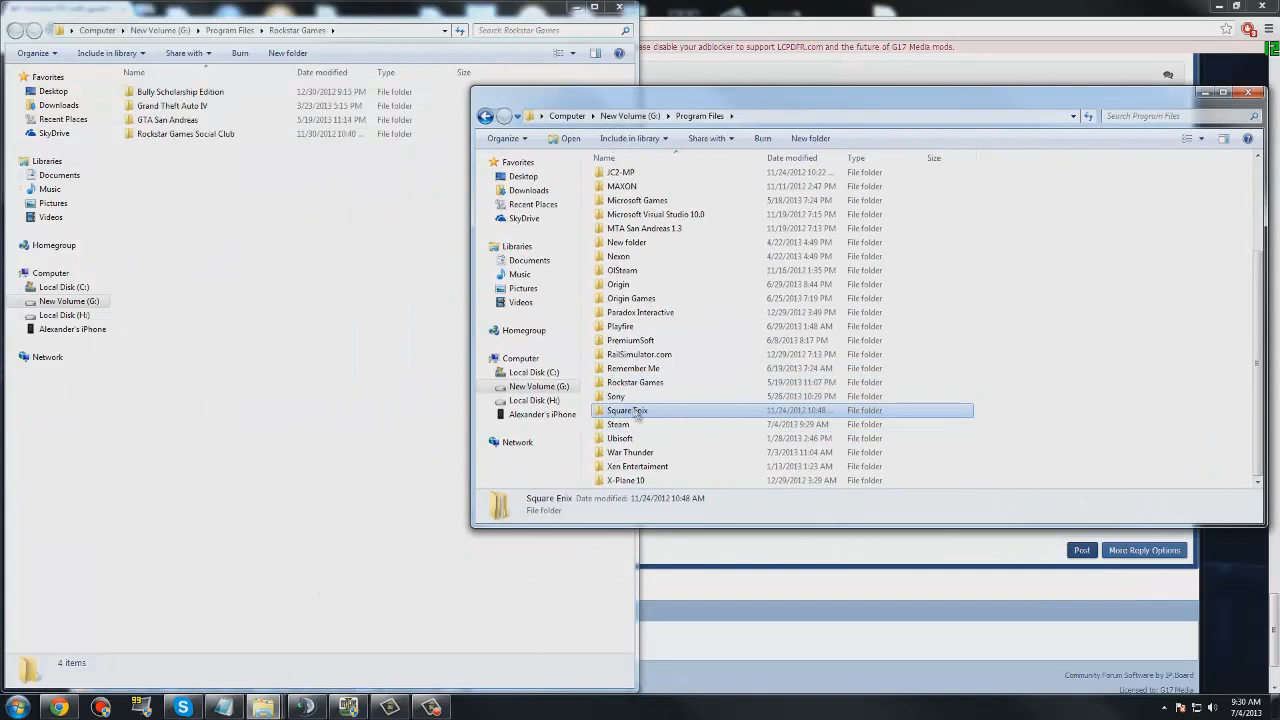 Computer ▸ New Volume (G:) ▸ Program Files ▸ Rockstar Games ▸
Search Rockstar Games
Organize Include in library Share with Burn New folder
Name Date modified Type Size
Favorites
Desktop
Downloads
Recent Places
SkyDrive
Libraries
Documents
Music
Pictures
Videos
Homegroup
Computer
Local Disk (C:)
New Volume (G:)
Local Disk (H:)
Alexander's iPhone
Network
Bully Scholarship Edition 12/30/2012 9:15 PM File folder
Grand Theft Auto IV 3/23/2013 5:15 PM File folder
GTA San Andreas 5/19/2013 11:14 PM File folder
Rockstar Games Social Club 11/30/2012 10:40 ... File folder
4 items
se disable your adblocker to support LCPDFR.com and the future of G17 Media mods.
Computer ▸ New Volume (G:) ▸ Program Files ▸
Search Program Files
Organize Open Include in library Share with Burn New folder
Name Date modified Type Size
Favorites
Desktop
Downloads
Recent Places
SkyDrive
Libraries
Documents
Music
Pictures
Videos
Homegroup
Computer
Local Disk (C:)
New Volume (G:)
Local Disk (H:)
Alexander's iPhone
Network
JC2-MP 11/24/2012 10:22 ... File folder
MAXON 11/11/2012 2:47 PM File folder
Microsoft Games 5/18/2013 7:24 PM File folder
Microsoft Visual Studio 10.0 11/19/2012 7:15 PM File folder
MTA San Andreas 1.3 11/19/2012 7:13 PM File folder
New folder 4/22/2013 4:49 PM File folder
Nexon 4/22/2013 4:49 PM File folder
OlSteam 11/16/2012 1:35 PM File folder
Origin 6/29/2013 8:44 PM File folder
Origin Games 6/25/2013 7:19 PM File folder
Paradox Interactive 12/29/2012 3:49 PM File folder
Playfire 6/29/2013 1:48 AM File folder
PremiumSoft 6/8/2013 8:17 PM File folder
RailSimulator.com 12/29/2012 7:13 PM File folder
Remember Me 6/19/2013 7:24 AM File folder
Rockstar Games 5/19/2013 11:07 PM File folder
Sony 5/26/2013 10:29 PM File folder
Square Enix 11/24/2012 10:48 ... File folder
Steam 7/4/2013 9:29 AM File folder
Ubisoft 1/28/2013 2:46 PM File folder
War Thunder 7/3/2013 11:04 AM File folder
Xen Entertaiment 1/13/2013 1:23 AM File folder
X-Plane 10 12/29/2012 3:29 AM File folder
Square Enix Date modified: 11/24/2012 10:48 AM
File folder
Post More Reply Options
Community Forum Software by IP.Board
Licensed to: G17 Media
99
9:30 AM
7/4/2013